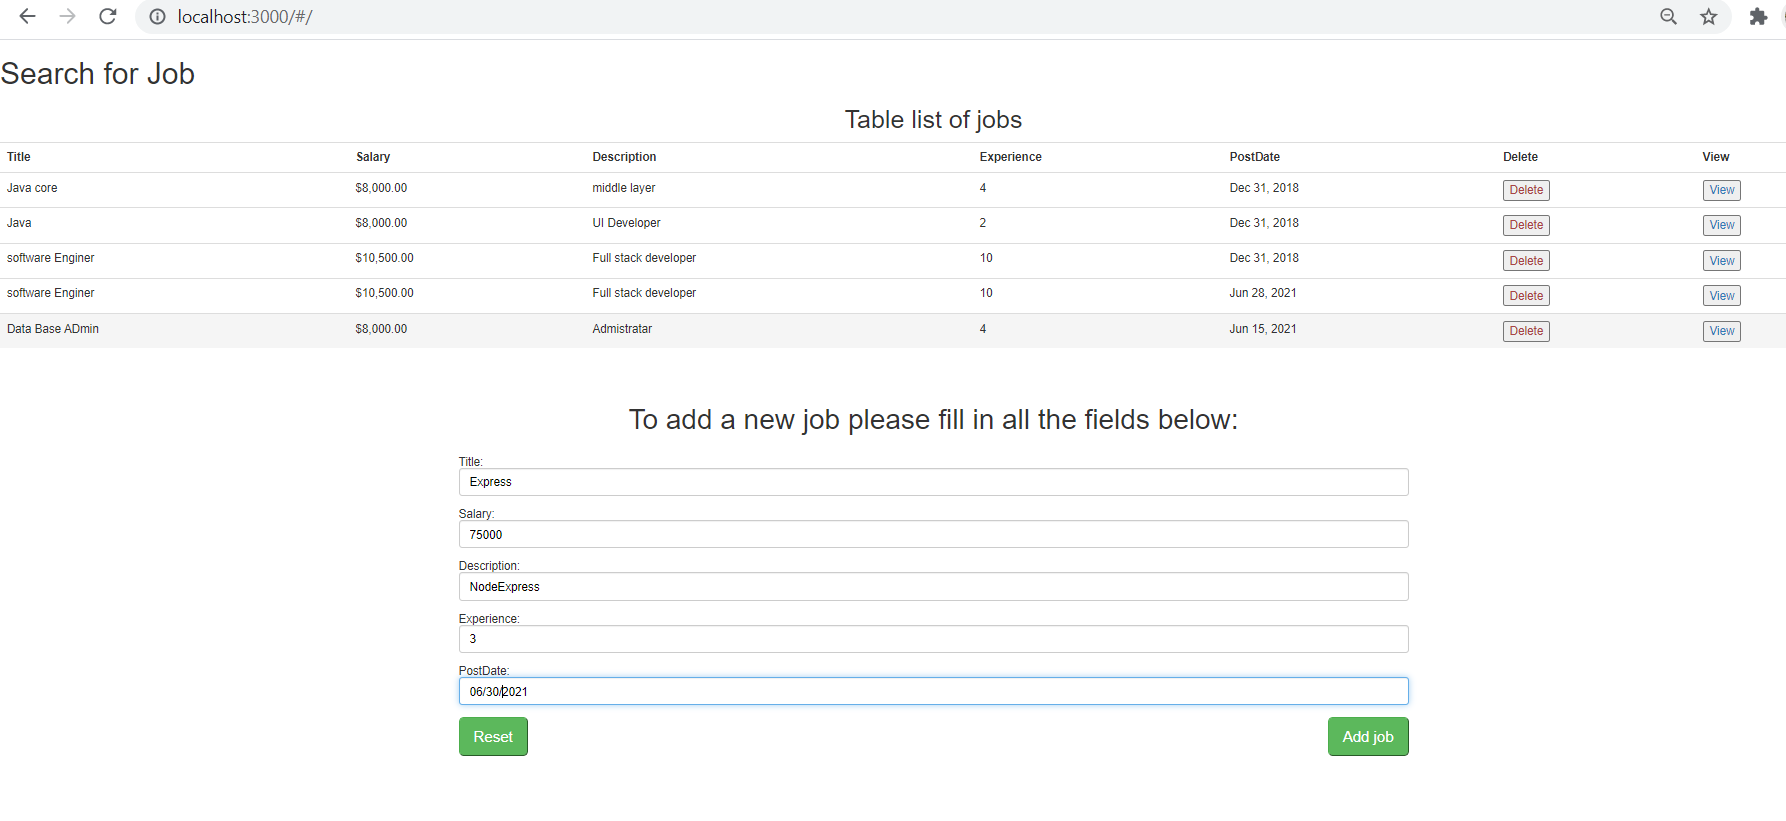 localhost:3000/#/
Search for Job
Table list of jobs
Title Salary Description Experience PostDate Delete View
Java core $8,000.00 middle layer 4 Dec 31, 2018 Delete View
Java $8,000.00 UI Developer 2 Dec 31, 2018 Delete View
software Enginer $10,500.00 Full stack developer 10 Dec 31, 2018 Delete View
software Enginer $10,500.00 Full stack developer 10 Jun 28, 2021 Delete View
Data Base ADmin $8,000.00 Admistratar 4 Jun 15, 2021 Delete View
To add a new job please fill in all the fields below:
Title:
Express
Salary:
75000
Description:
NodeExpress
Experience:
3
PostDate:
06/30/2021
Reset Add job